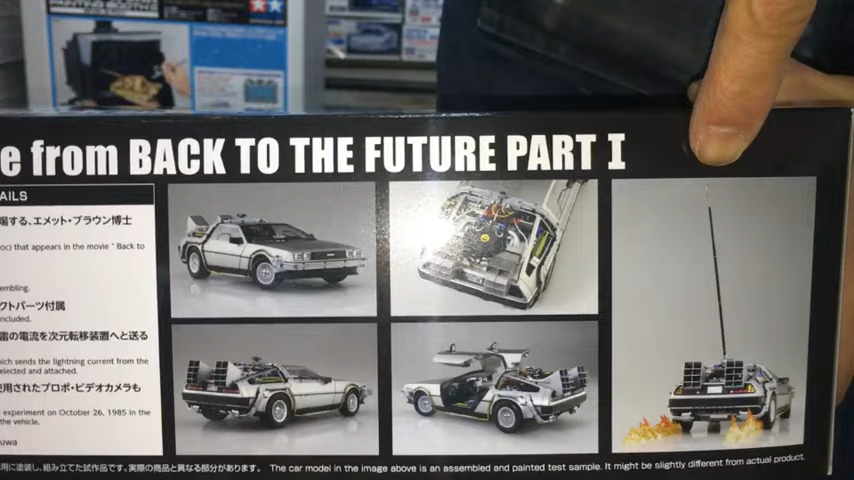 e from BACK TO THE FUTURE PART I
AILS
場する、エメット・ブラウン博士
oc) that appears in the movie " Back to
embling.
クトパーツ付属
ncluded.
雷の電流を次元転移装置へと送る
ich sends the lightning current from the
elected and attached.
使用されたプロポ・ビデオカメラも
experiment on October 26, 1985 in the
the vehicle.
uwa
用に塗装し、組み立てた試作品です。実際の商品と異なる部分があります。 The car model in the image above is an assembled and painted test sample. It might be slightly different from actual product.